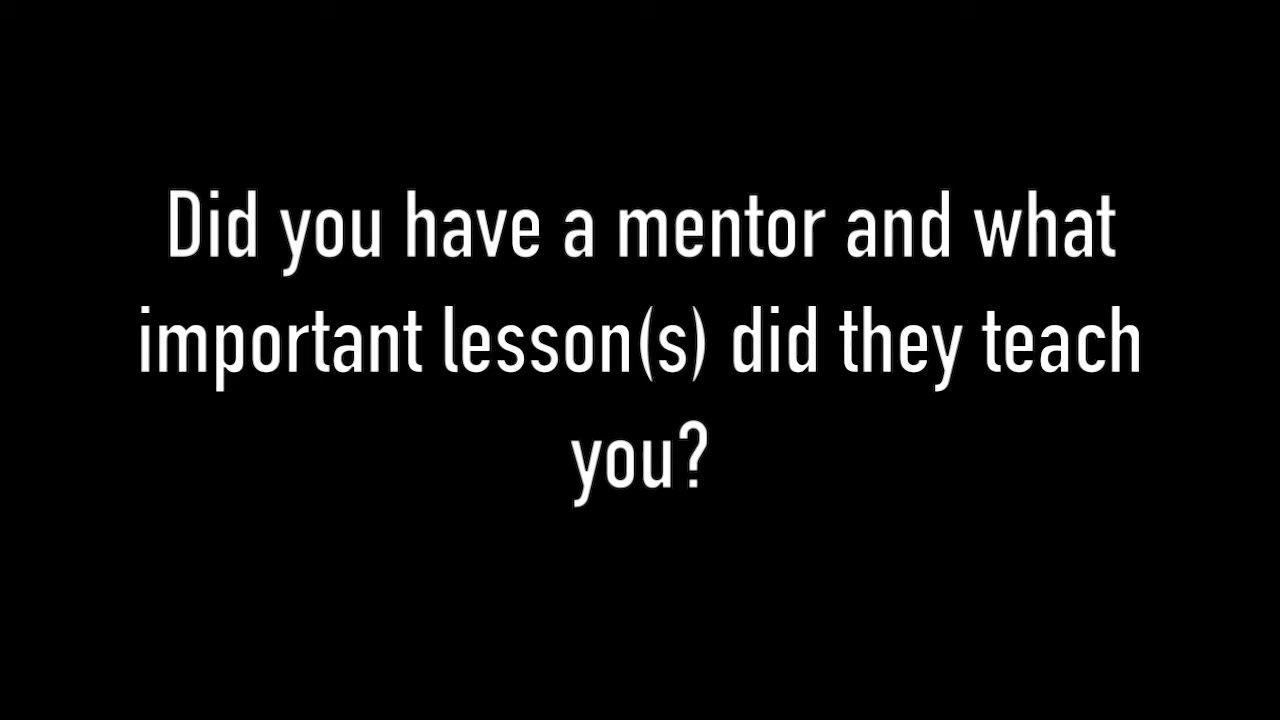 Did you have a mentor and what
important lesson(s) did they teach
you?